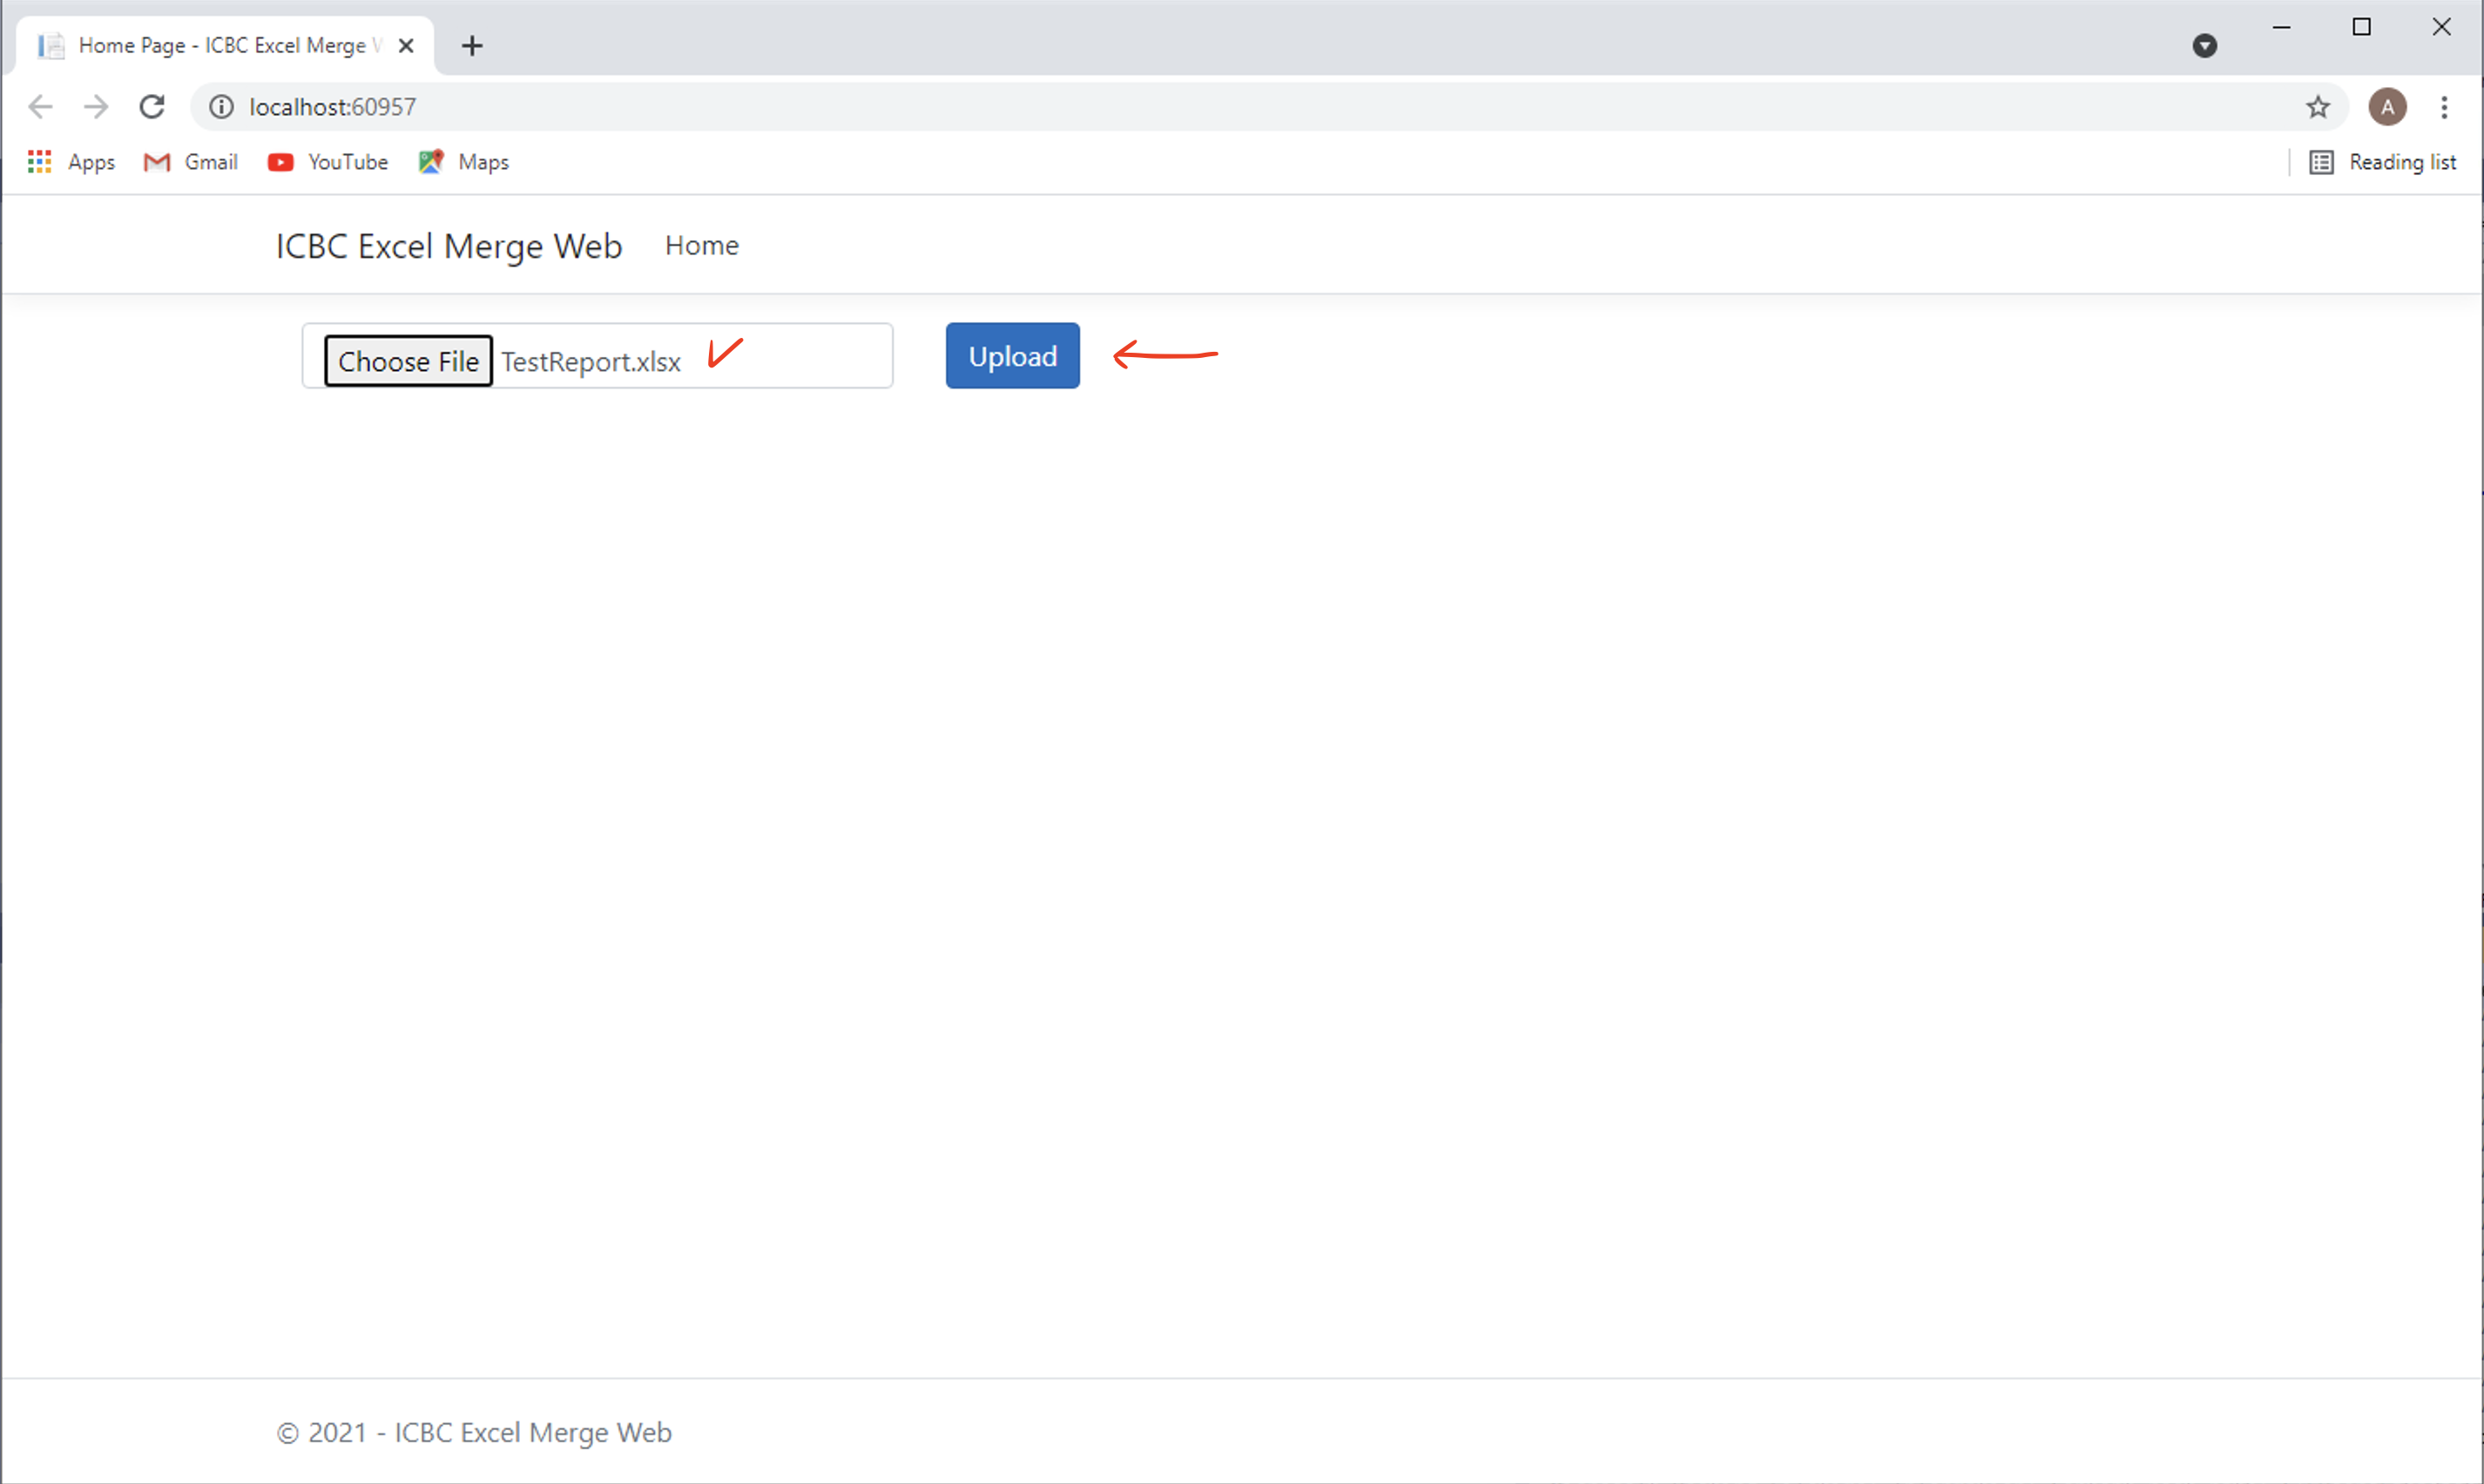 Home Page - ICBC Excel Merge
localhost:60957
A
Apps Gmail YouTube Maps Reading list
ICBC Excel Merge Web Home
Choose File TestReport.xlsx Upload
© 2021 - ICBC Excel Merge Web